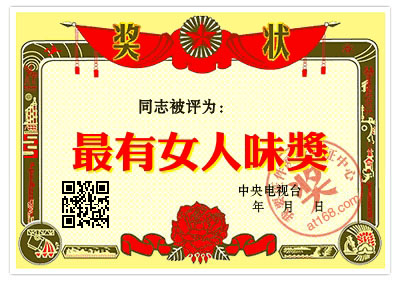 奖 状
同志被评为：
最有女人味獎
中央电视台
年 月 日
奖
at168.com